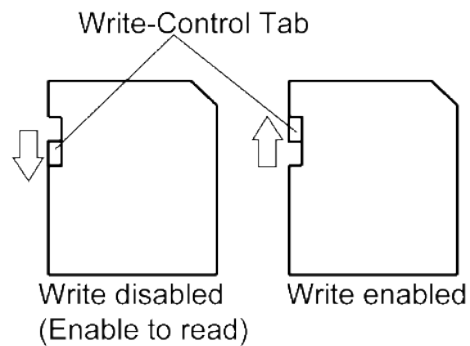 Write-Control Tab
Write disabled
(Enable to read)
Write enabled